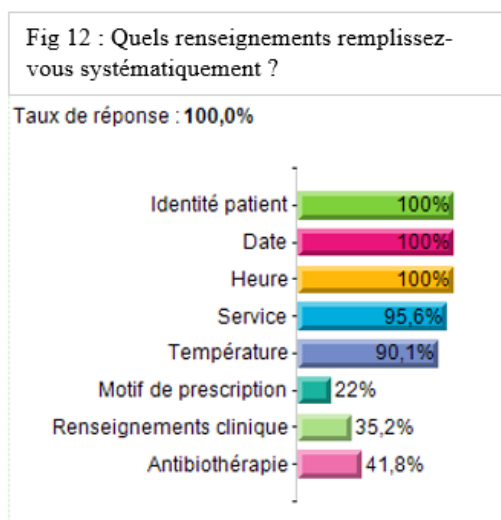 Fig 12 : Quels renseignements remplissez-
vous systématiquement ?
Taux de réponse : 100,0%
Identité patient 100%
Date 100%
Heure 100%
Service 95,6%
Température 90,1%
Motif de prescription 22%
Renseignements clinique 35,2%
Antibiothérapie 41,8%